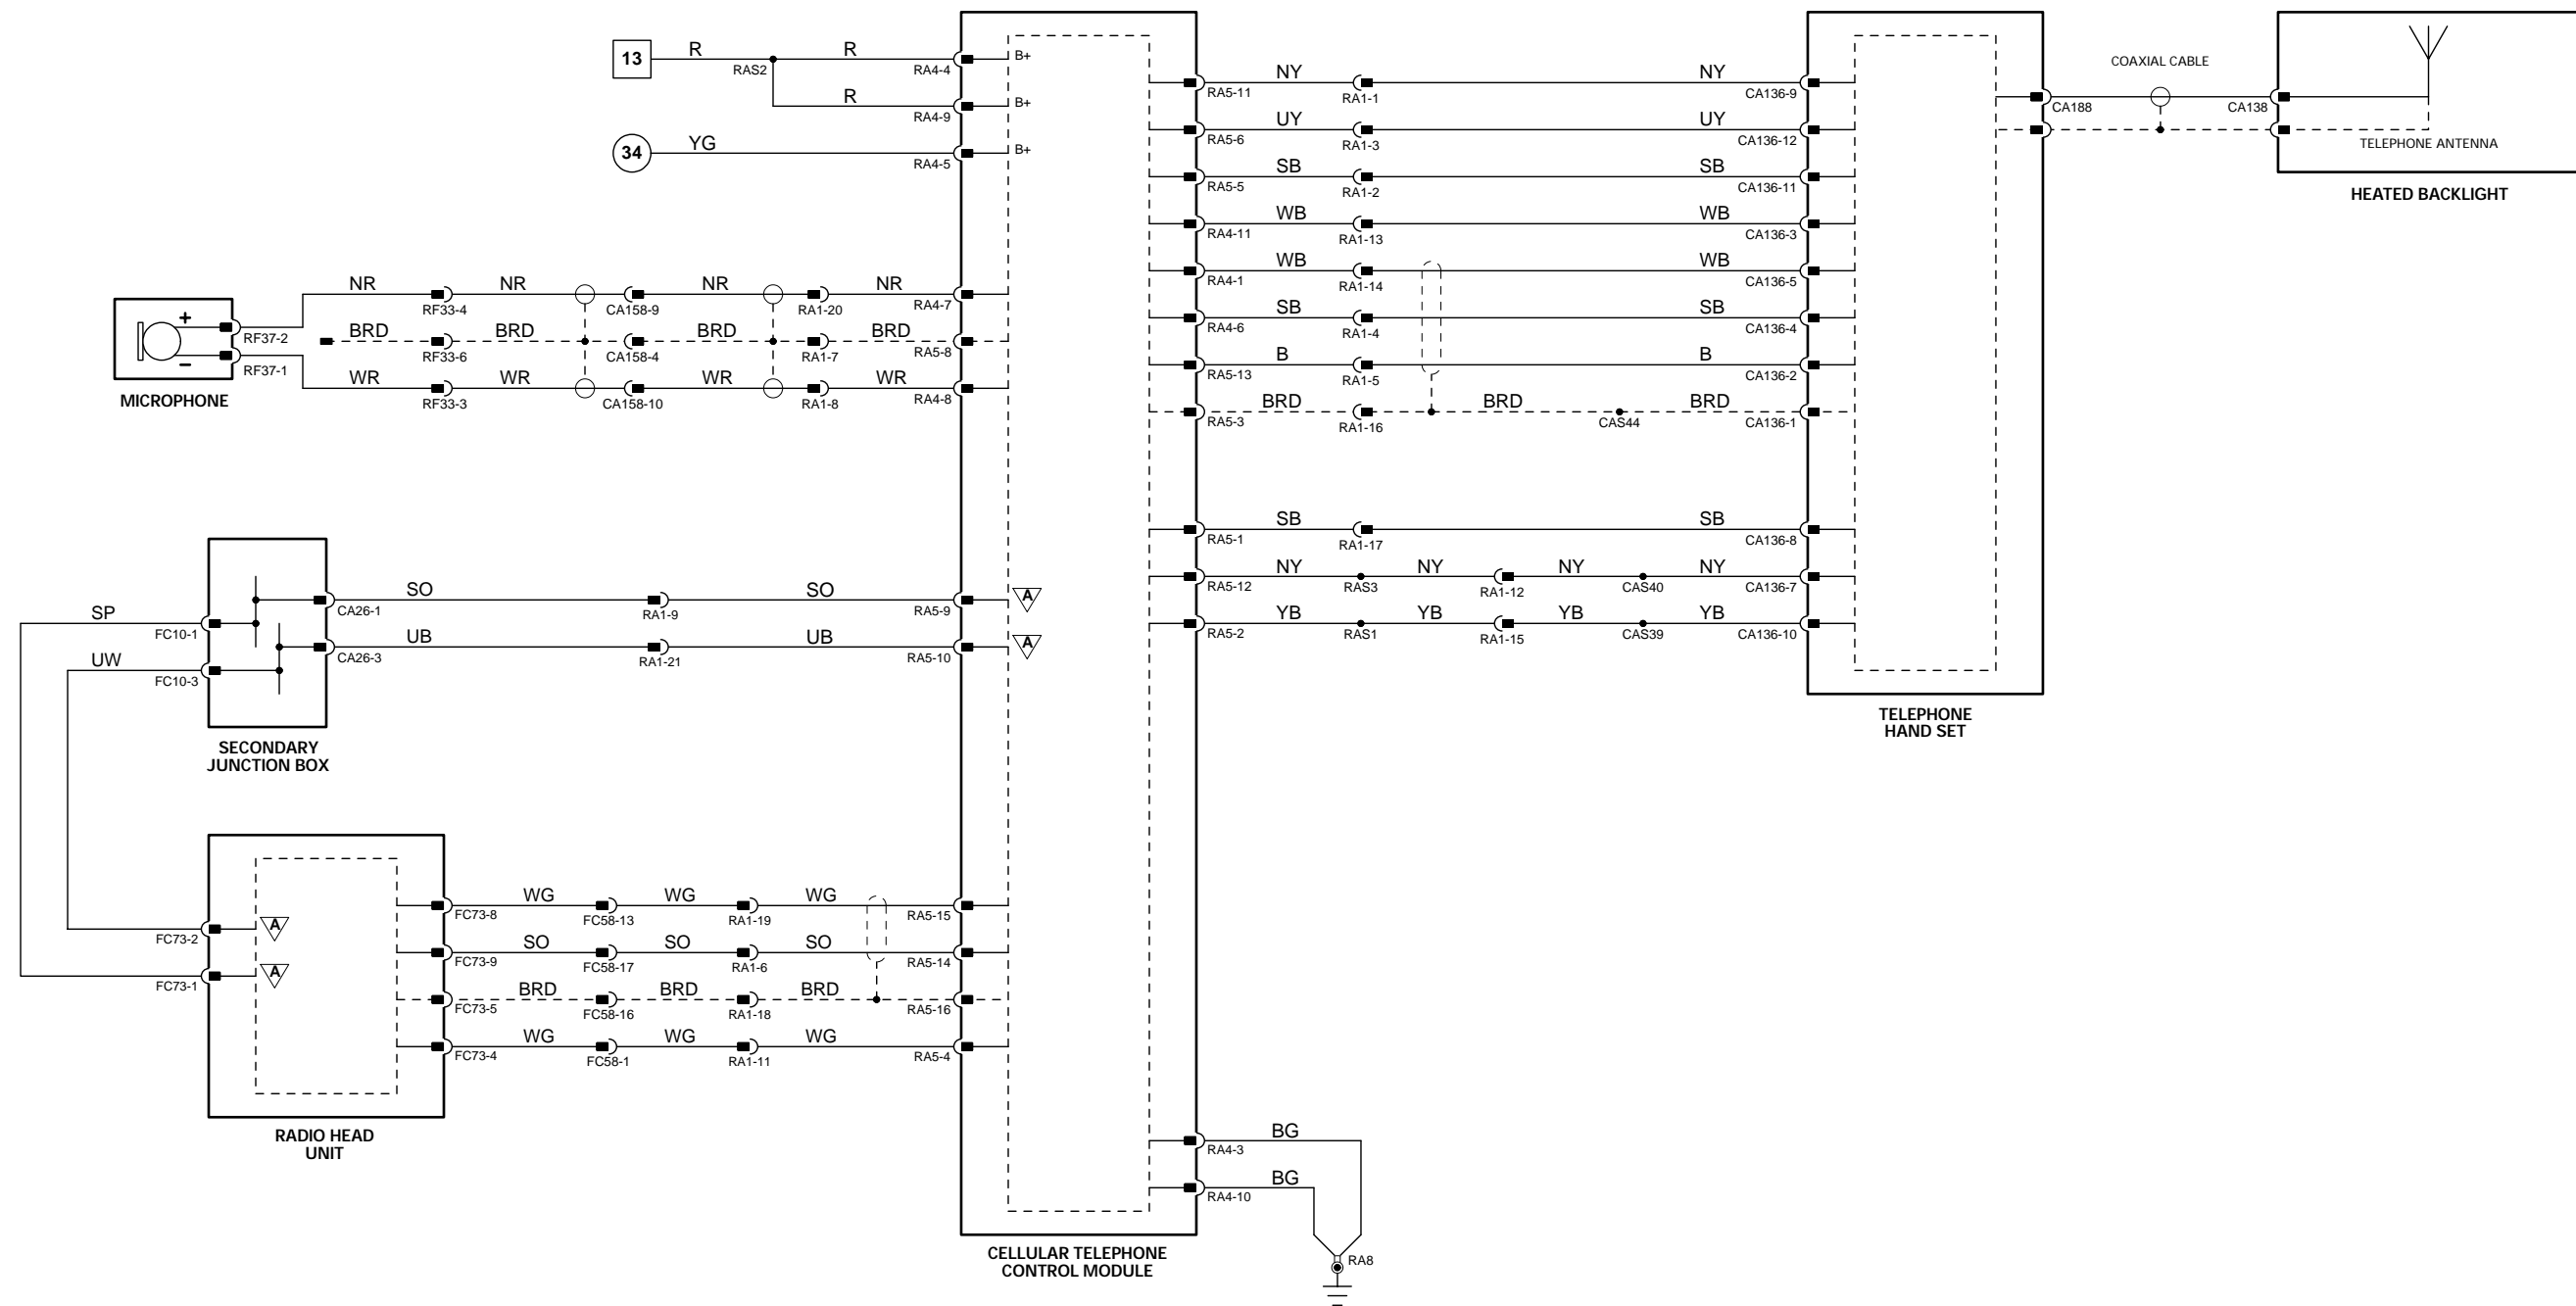 13 R RAS2 R RA4-4 B+
R RA4-9 B+
34 YG RA4-5 B+
MICROPHONE
+
−
RF37-2
RF37-1
NR RF33-4 NR CA158-9 NR RA1-20 NR RA4-7
BRD RF33-6 BRD CA158-4 BRD RA1-7 BRD RA5-8
WR RF33-3 WR CA158-10 WR RA1-8 WR RA4-8
SP FC10-1
UW FC10-3
CA26-1 SO RA1-9 SO RA5-9 A
CA26-3 UB RA1-21 UB RA5-10 A
SECONDARY
JUNCTION BOX
FC73-2 A
FC73-1 A
FC73-8 WG FC58-13 WG RA1-19 WG RA5-15
FC73-9 SO FC58-17 SO RA1-6 SO RA5-14
FC73-5 BRD FC58-16 BRD RA1-18 BRD RA5-16
FC73-4 WG FC58-1 WG RA1-11 WG RA5-4
RADIO HEAD
UNIT
CELLULAR TELEPHONE
CONTROL MODULE
RA5-11 NY RA1-1 NY CA136-9
RA5-6 UY RA1-3 UY CA136-12
RA5-5 SB RA1-2 SB CA136-11
RA4-11 WB RA1-13 WB CA136-3
RA4-1 WB RA1-14 WB CA136-5
RA4-6 SB RA1-4 SB CA136-4
RA5-13 B RA1-5 B CA136-2
RA5-3 BRD RA1-16 BRD CAS44 BRD CA136-1
RA5-1 SB RA1-17 SB CA136-8
RA5-12 NY RAS3 NY RA1-12 NY CAS40 NY CA136-7
RA5-2 YB RAS1 YB RA1-15 YB CAS39 YB CA136-10
RA4-3 BG
RA4-10 BG
RA8
TELEPHONE
HAND SET
COAXIAL CABLE
CA188 CA138
TELEPHONE ANTENNA
HEATED BACKLIGHT